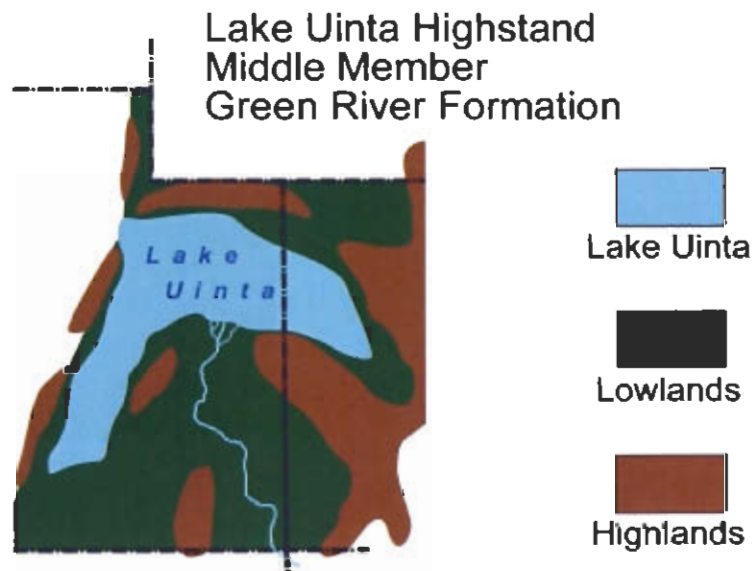 Lake Uinta Highstand
Middle Member
Green River Formation
Lake
Uinta
Lake Uinta
Lowlands
Highlands